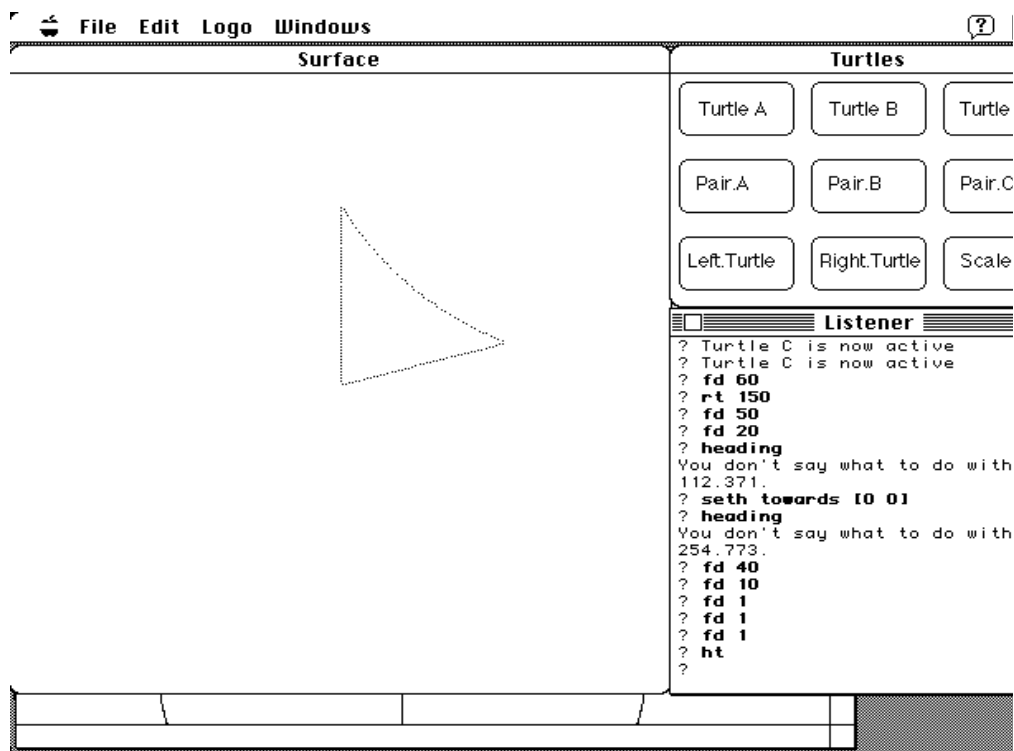 File Edit Logo Windows ?
Surface
Turtles
Turtle A Turtle B Turtle
Pair.A Pair.B Pair.C
Left.Turtle Right.Turtle Scale
Listener
? Turtle C is now active
? Turtle C is now active
? fd 60
? rt 150
? fd 50
? fd 20
? heading
You don't say what to do with
112.371.
? seth towards [0 0]
? heading
You don't say what to do with
254.773.
? fd 40
? fd 10
? fd 1
? fd 1
? fd 1
? ht
?